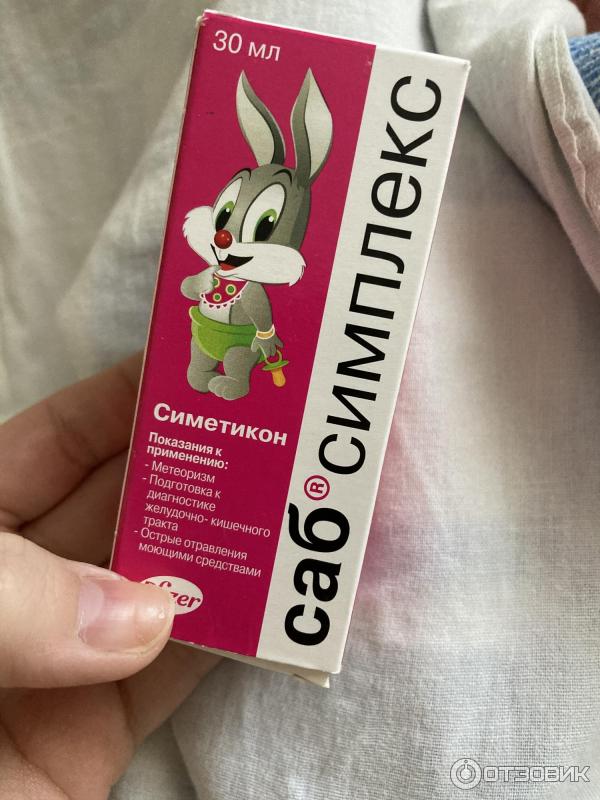 30 мл
саб® симплекс
Симетикон
Показания к
применению:
- Метеоризм
- Подготовка к
диагностике
желудочно- кишечного
тракта
- Острые отравления
моющими средствами
ОТЗОВИК